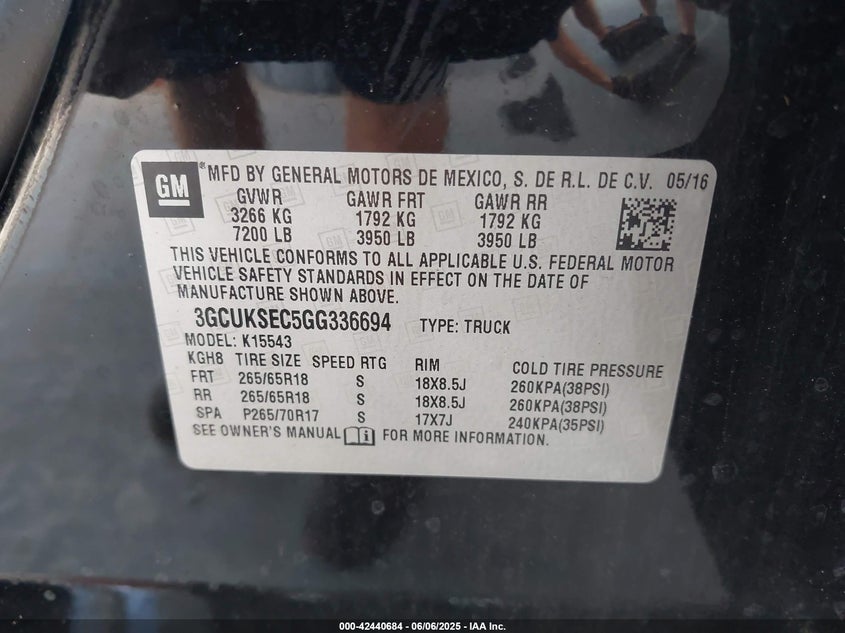 GM ® MFD BY GENERAL MOTORS DE MEXICO, S. DE R.L. DE C.V. 05/16
GVWR GAWR FRT GAWR RR
3266 KG 1792 KG 1792 KG
7200 LB 3950 LB 3950 LB
THIS VEHICLE CONFORMS TO ALL APPLICABLE U.S. FEDERAL MOTOR
VEHICLE SAFETY STANDARDS IN EFFECT ON THE DATE OF
MANUFACTURE SHOWN ABOVE.
3GCUKSEC5GG336694 TYPE: TRUCK
MODEL: K15543
KGH8 TIRE SIZE SPEED RTG RIM COLD TIRE PRESSURE
FRT 265/65R18 S 18X8.5J 260KPA(38PSI)
RR 265/65R18 S 18X8.5J 260KPA(38PSI)
SPA P265/70R17 S 17X7J 240KPA(35PSI)
SEE OWNER'S MANUAL FOR MORE INFORMATION.
000-42440684 | 06/06/2025 - IAA Inc.